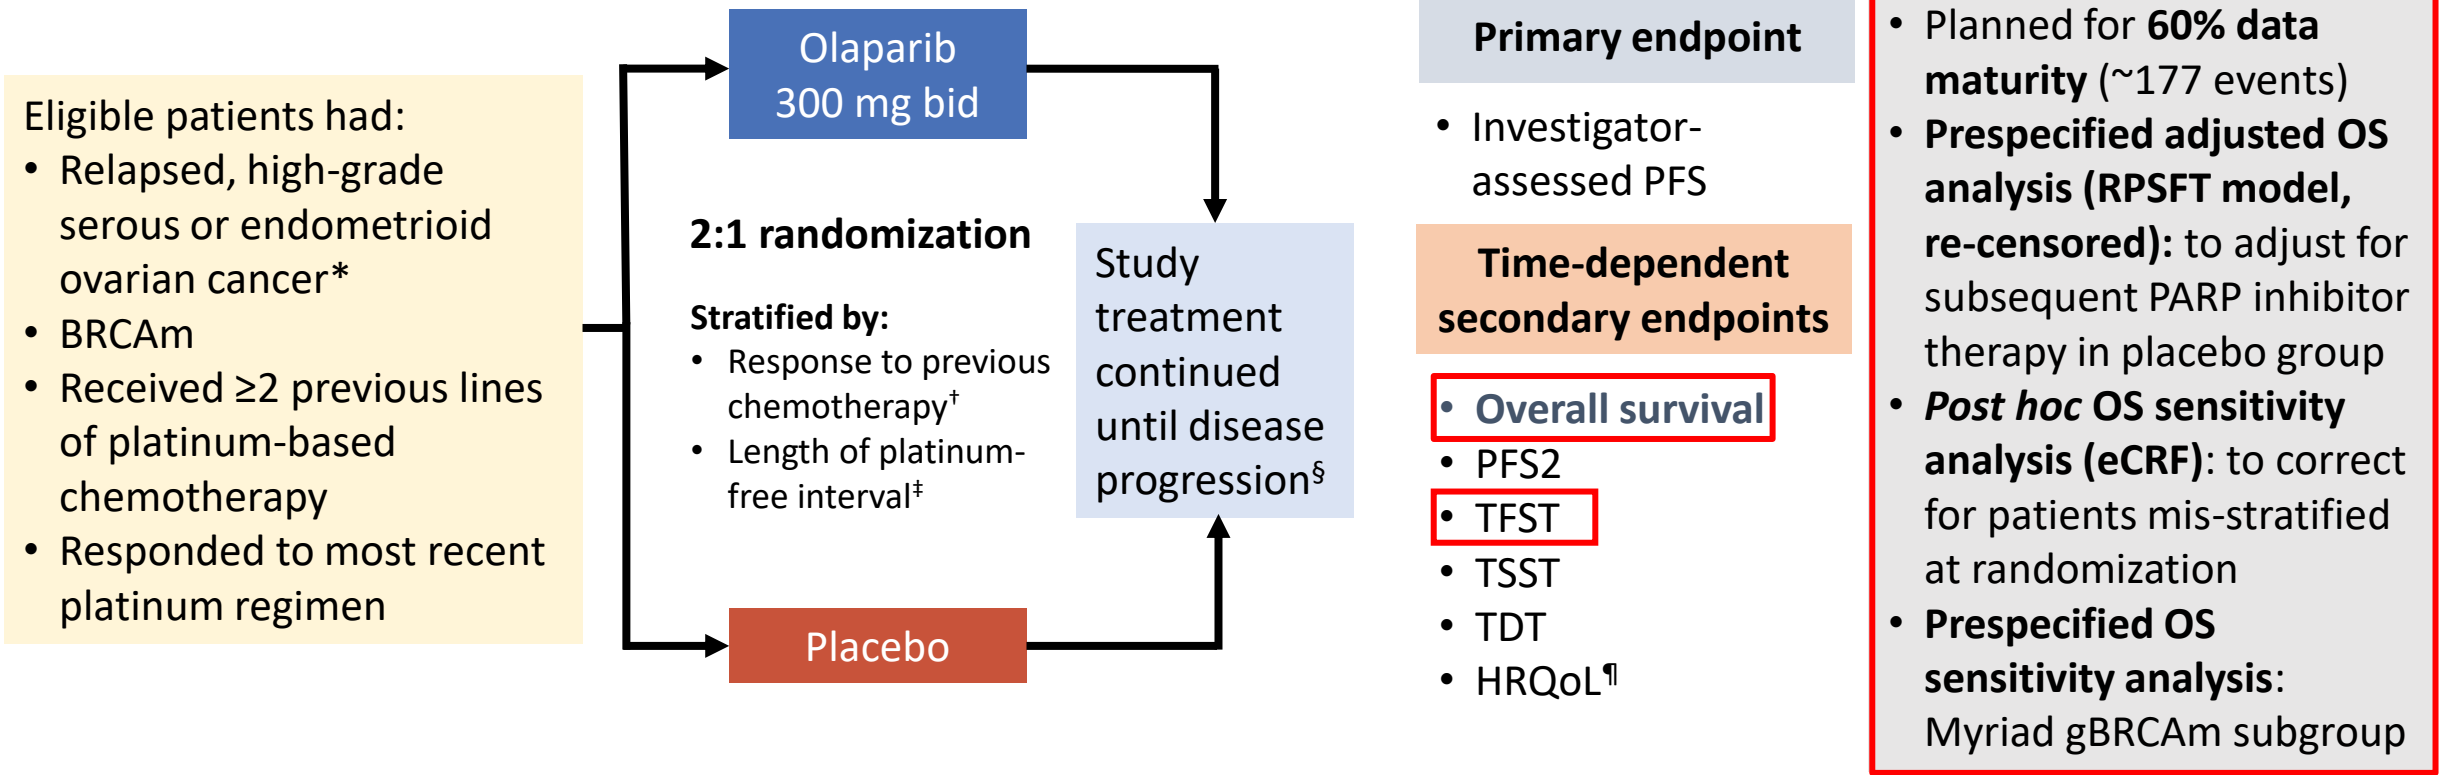 Eligible patients had:
• Relapsed, high-grade
serous or endometrioid
ovarian cancer*
• BRCAm
• Received ≥2 previous lines
of platinum-based
chemotherapy
• Responded to most recent
platinum regimen
Olaparib
300 mg bid
2:1 randomization
Stratified by:
• Response to previous
chemotherapy†
• Length of platinum-
free interval‡
Placebo
Study
treatment
continued
until disease
progression§
Primary endpoint
• Investigator-
assessed PFS
Time-dependent
secondary endpoints
• Overall survival
• PFS2
• TFST
• TSST
• TDT
• HRQoL¶
• Planned for 60% data
maturity (~177 events)
• Prespecified adjusted OS
analysis (RPSFT model,
re-censored): to adjust for
subsequent PARP inhibitor
therapy in placebo group
• Post hoc OS sensitivity
analysis (eCRF): to correct
for patients mis-stratified
at randomization
• Prespecified OS
sensitivity analysis:
Myriad gBRCAm subgroup